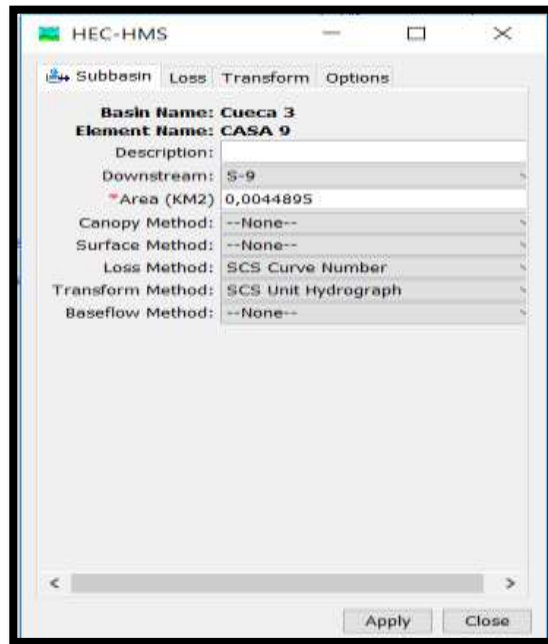 HEC-HMS
Subbasin Loss Transform Options
Basin Name: Cueca 3
Element Name: CASA 9
Description:
Downstream: S-9
*Area (KM2) 0,0044895
Canopy Method: --None--
Surface Method: --None--
Loss Method: SCS Curve Number
Transform Method: SCS Unit Hydrograph
Baseflow Method: --None--
Apply Close